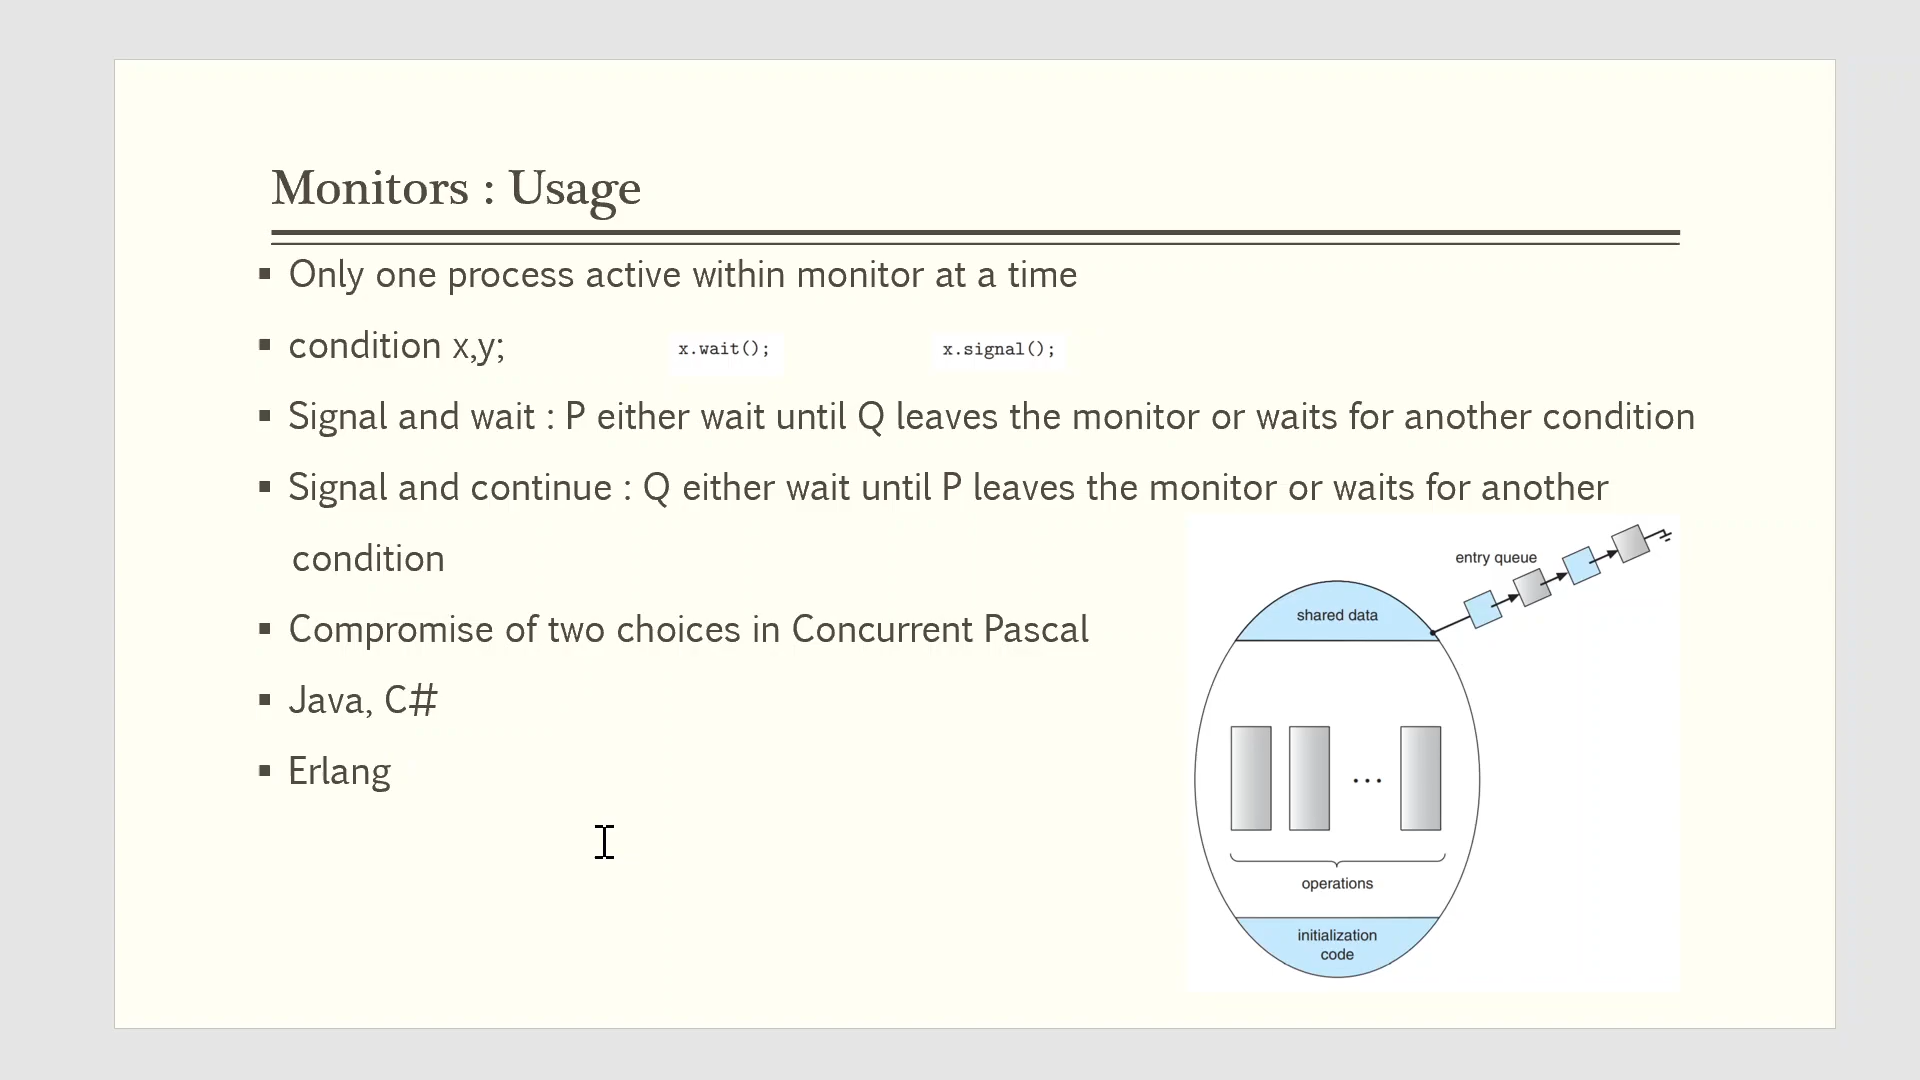 Monitors : Usage
Only one process active within monitor at a time
condition x,y;
x.wait();
x.signal();
Signal and wait : P either wait until Q leaves the monitor or waits for another condition
Signal and continue : Q either wait until P leaves the monitor or waits for another
condition
Compromise of two choices in Concurrent Pascal
Java, C#
Erlang
entry queue
shared data
...
operations
initialization
code